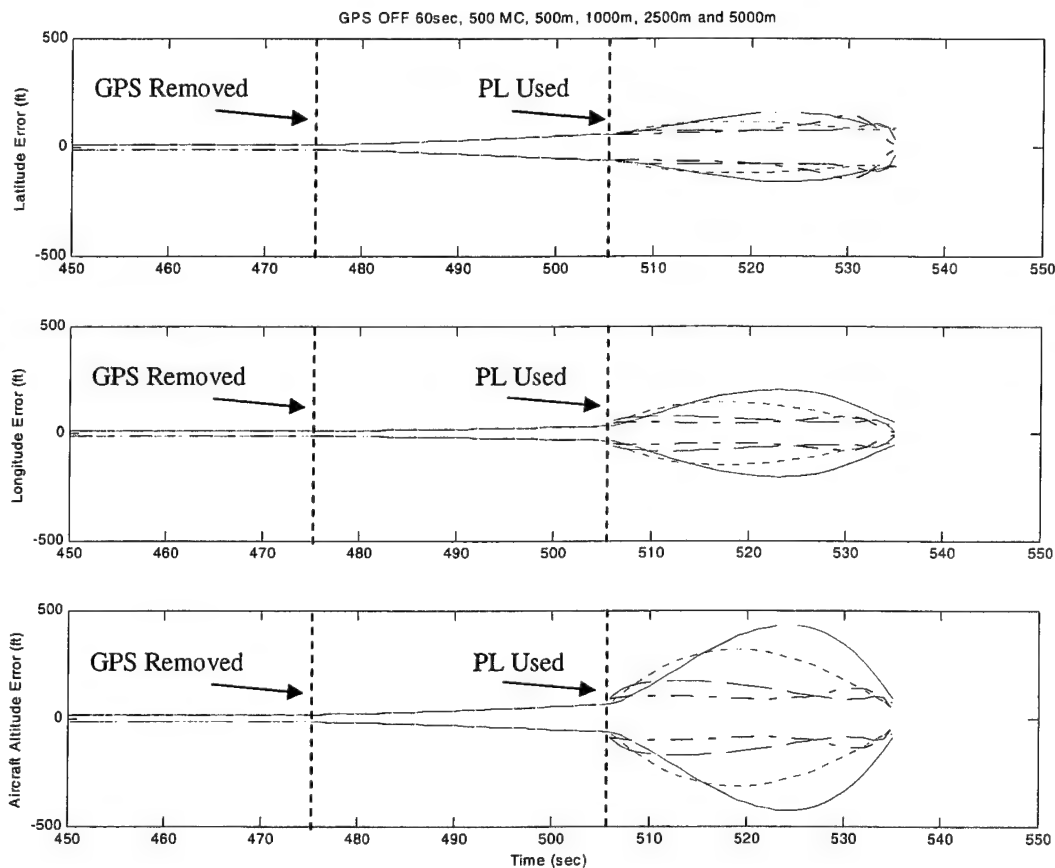 GPS OFF 60sec, 500 MC, 500m, 1000m, 2500m and 5000m
500
0
-500
Latitude Error (ft)
GPS Removed
PL Used
450 460 470 480 490 500 510 520 530 540 550
500
0
-500
Longitude Error (ft)
GPS Removed
PL Used
450 460 470 480 490 500 510 520 530 540 550
500
0
-500
Aircraft Altitude Error (ft)
GPS Removed
PL Used
450 460 470 480 490 500 510 520 530 540 550
Time (sec)